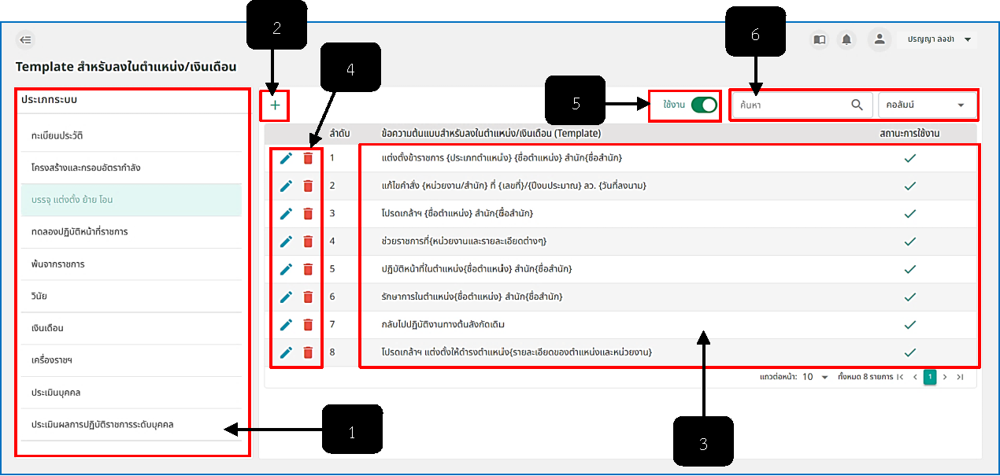 2
6
4
5
ปรญญา ลงขำ
Template สำหรับลงในตำแหน่ง/เงินเดือน
ประเภทระบบ
ทะเบียนประวัติ
โครงสร้างและกรอบอัตรากำลัง
บรรจุ แต่งตั้ง ย้าย โอน
ทดลองปฏิบัติหน้าที่ราชการ
พ้นจากราชการ
วินัย
เงินเดือน
เครื่องราชฯ
ประเมินบุคคล
ประเมินผลการปฏิบัติราชการระดับบุคคล
1
ใช้งาน
ค้นหา
คอลัมน์
ลำดับ ข้อความต้นแบบสำหรับลงในตำแหน่ง/เงินเดือน (Template) สถานะการใช้งาน
1 แต่งตั้งข้าราชการ {ประเภทตำแหน่ง} {ชื่อตำแหน่ง} สำนัก{ชื่อสำนัก}
2 แก้ไขคำสั่ง {หน่วยงาน/สำนัก} ที่ {เลขที่}/{ปีงบประมาณ} ลว. {วันที่ลงนาม}
3 โปรดเกล้าฯ {ชื่อตำแหน่ง} สำนัก{ชื่อสำนัก}
4 ช่วยราชการที่{หน่วยงานและรายละเอียดต่างๆ}
5 ปฏิบัติหน้าที่ในตำแหน่ง{ชื่อตำแหน่ง} สำนัก{ชื่อสำนัก}
6 รักษาการในตำแหน่ง{ชื่อตำแหน่ง} สำนัก{ชื่อสำนัก}
7 กลับไปปฏิบัติงานทางต้นสังกัดเดิม
8 โปรดเกล้าฯ แต่งตั้งให้ดำรงตำแหน่ง{รายละเอียดของตำแหน่งและหน่วยงาน}
แถวต่อหน้า: 10 ทั้งหมด 8 รายการ 1
3